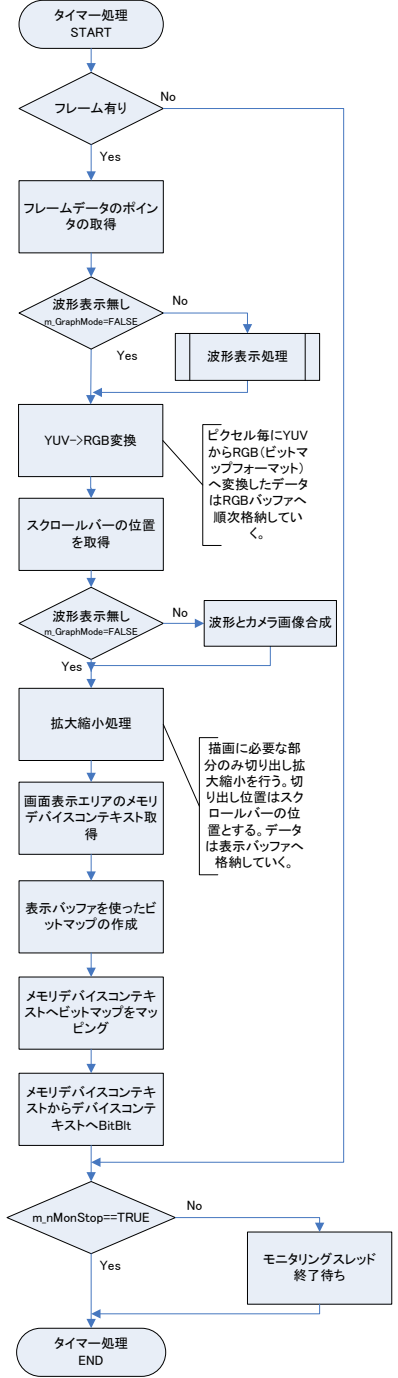 タイマー処理
START
フレーム有り
No
Yes
フレームデータのポイン
タの取得
波形表示無し
m_GraphMode=FALSE
No
Yes
波形表示処理
YUV->RGB変換
ピクセル毎にYUV
からRGB(ビットマ
ップフォーマット)
へ変換したデータ
はRGBバッファへ
順次格納してい
く。
スクロールバーの位置
を取得
波形表示無し
m_GraphMode=FALSE
No
波形とカメラ画像合成
Yes
拡大縮小処理
描画に必要な部
分のみ切り出し拡
大縮小を行う。切
り出し位置はスク
ロールバーの位
置とする。データ
は表示バッファへ
格納していく。
画面表示エリアのメモリ
デバイスコンテキスト取
得
表示バッファを使ったビ
ットマップの作成
メモリデバイスコンテキ
ストへビットマップをマッ
ピング
メモリデバイスコンテキ
ストからデバイスコンテ
キストへBitBlt
m_nMonStop==TRUE
No
Yes
モニタリングスレッド
終了待ち
タイマー処理
END